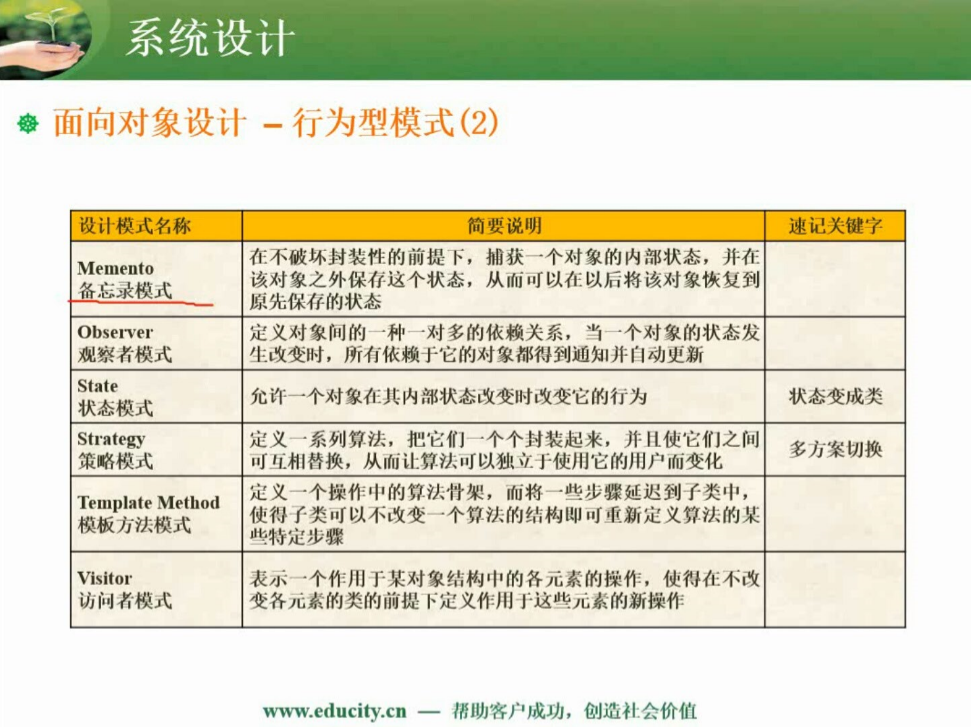 系统设计
面向对象设计 – 行为型模式(2)
设计模式名称 简要说明 速记关键字
Memento
备忘录模式
在不破坏封装性的前提下，捕获一个对象的内部状态，并在
该对象之外保存这个状态，从而可以在以后将该对象恢复到
原先保存的状态
Observer
观察者模式
定义对象间的一种一对多的依赖关系，当一个对象的状态发
生改变时，所有依赖于它的对象都得到通知并自动更新
State
状态模式
允许一个对象在其内部状态改变时改变它的行为
状态变成类
Strategy
策略模式
定义一系列算法，把它们一个个封装起来，并且使它们之间
可互相替换，从而让算法可以独立于使用它的用户而变化
多方案切换
Template Method
模板方法模式
定义一个操作中的算法骨架，而将一些步骤延迟到子类中，
使得子类可以不改变一个算法的结构即可重新定义算法的某
些特定步骤
Visitor
访问者模式
表示一个作用于某对象结构中的各元素的操作，使得在不改
变各元素的类的前提下定义作用于这些元素的新操作
www.educity.cn — 帮助客户成功，创造社会价值